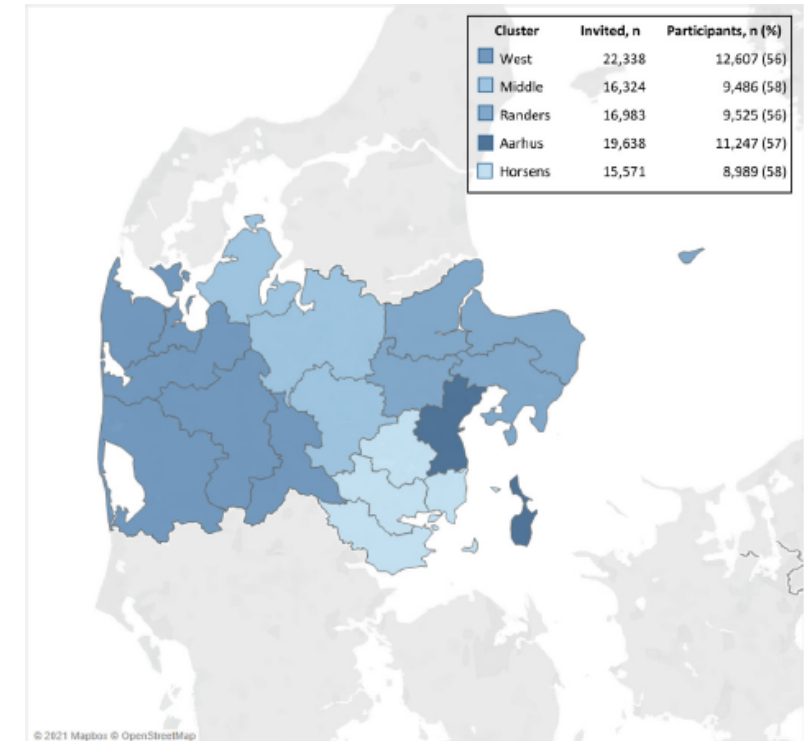 Cluster Invited, n Participants, n (%)
West 22,338 12,607 (56)
Middle 16,324 9,486 (58)
Randers 16,983 9,525 (56)
Aarhus 19,638 11,247 (57)
Horsens 15,571 8,989 (58)
© 2021 Mapbox © OpenStreetMap